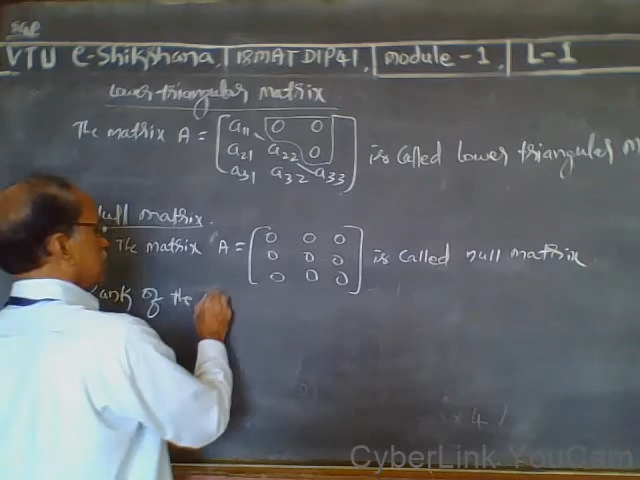 VTU e-Shikshana, 18MATDIP41, module-1, L-1
Lower triangular matrix
The matrix A = [a11 0 0
a21 a22 0
a31 a32 a33] is called lower triangular
null matrix.
The matrix A = [0 0 0
0 0 0
0 0 0] is called null matrix
Rank of the
CyberLink YouCam